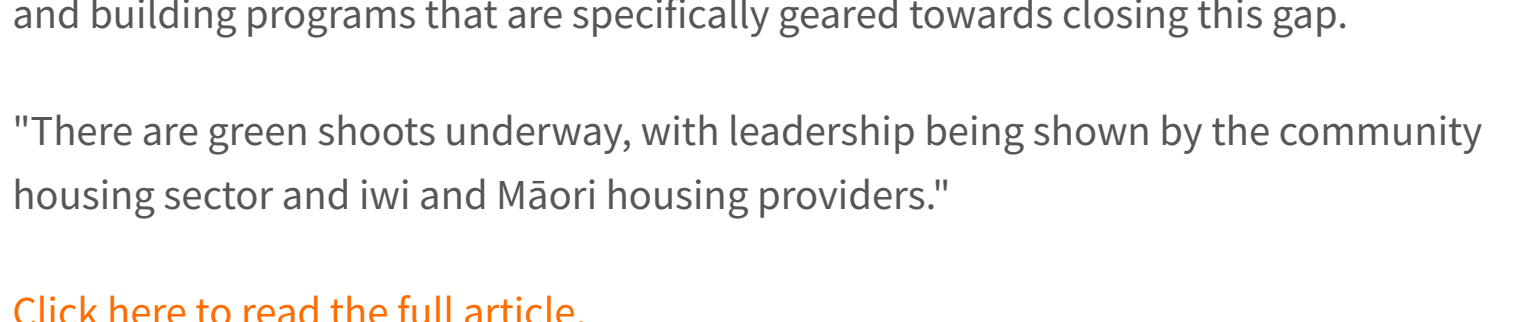 and building programs that are specifically geared towards closing this gap.
"There are green shoots underway, with leadership being shown by the community
housing sector and iwi and Māori housing providers."
Click here to read the full article.